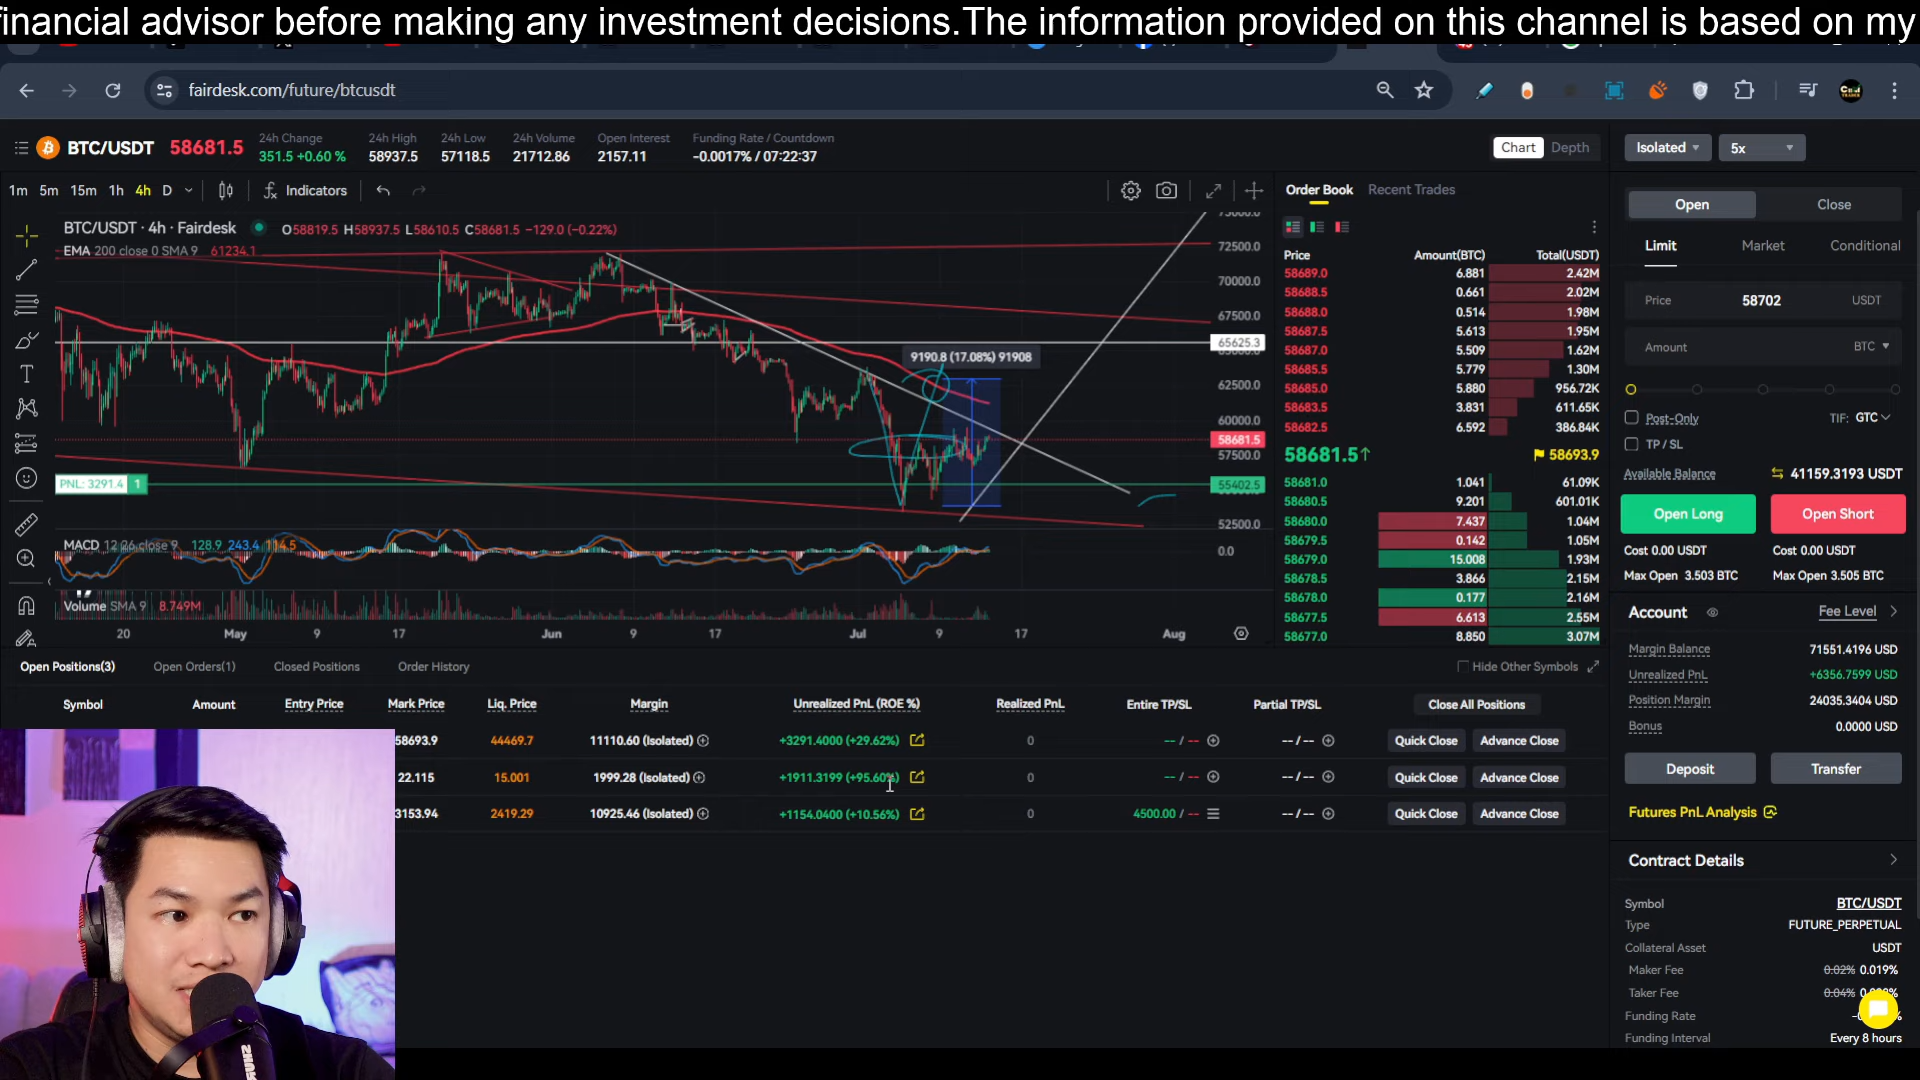 financial advisor before making any investment decisions.The information provided on this channel is based on my
fairdesk.com/future/btcusdt
BTC/USDT 58681.5
24h Change 24h High 24h Low 24h Volume Open Interest Funding Rate / Countdown
351.5 +0.60 % 58937.5 57118.5 21712.86 2157.11 -0.0017% / 07:22:37
Chart Depth
Isolated 5x
1m 5m 15m 1h 4h D Indicators
Order Book Recent Trades
Open Close
BTC/USDT · 4h · Fairdesk O58819.5 H58937.5 L58610.5 C58681.5 −129.0 (−0.22%)
EMA 200 close 0 SMA 9 61234.1
72500.0
70000.0
67500.0
65625.3
62500.0
60000.0
58681.5
57500.0
55402.5
52500.0
9190.8 (17.08%) 91908
PNL: 3291.4 1
MACD 12 26 close 9 128.9 243.4 114.5
0.0
Volume SMA 9 8.749M
20 May 9 17 Jun 9 17 Jul 9 17 Aug
Price Amount(BTC) Total(USDT)
58689.0 6.881 2.42M
58688.5 0.661 2.02M
58688.0 0.514 1.98M
58687.5 5.613 1.95M
58687.0 5.509 1.62M
58685.5 5.779 1.30M
58685.0 5.880 956.72K
58683.5 3.831 611.65K
58682.5 6.592 386.84K
58681.5↑ 58693.9
58681.0 1.041 61.09K
58680.5 9.201 601.01K
58680.0 7.437 1.04M
58679.5 0.142 1.05M
58679.0 15.008 1.93M
58678.5 3.866 2.15M
58678.0 0.177 2.16M
58677.5 6.613 2.55M
58677.0 8.850 3.07M
Limit Market Conditional
Price 58702 USDT
Amount BTC
Post-Only TIF: GTC
TP / SL
Available Balance 41159.3193 USDT
Open Long Open Short
Cost 0.00 USDT Cost 0.00 USDT
Max Open 3.503 BTC Max Open 3.505 BTC
Account Fee Level
Margin Balance 71551.4196 USD
Unrealized PnL +6356.7599 USD
Position Margin 24035.3404 USD
Bonus 0.0000 USD
Deposit Transfer
Futures PnL Analysis
Contract Details
Symbol BTC/USDT
Type FUTURE_PERPETUAL
Collateral Asset USDT
Maker Fee 0.02% 0.019%
Taker Fee 0.04%
Funding Rate
Funding Interval Every 8 hours
Open Positions(3) Open Orders(1) Closed Positions Order History Hide Other Symbols
Symbol Amount Entry Price Mark Price Liq. Price Margin Unrealized PnL (ROE %) Realized PnL Entire TP/SL Partial TP/SL Close All Positions
58693.9 44469.7 11110.60 (Isolated) +3291.4000 (+29.62%) 0 -- / -- -- / -- Quick Close Advance Close
22.115 15.001 1999.28 (Isolated) +1911.3199 (+95.60%) 0 -- / -- -- / -- Quick Close Advance Close
3153.94 2419.29 10925.46 (Isolated) +1154.0400 (+10.56%) 0 4500.00 / -- -- / -- Quick Close Advance Close